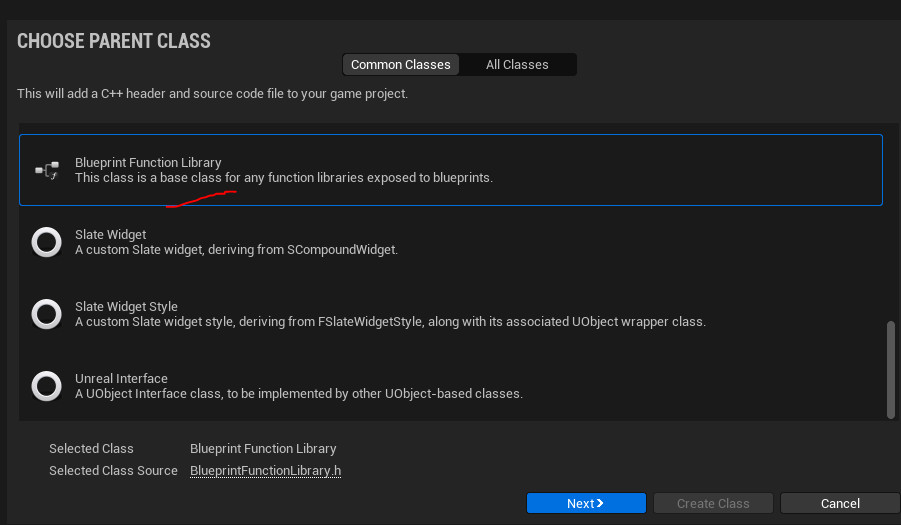 CHOOSE PARENT CLASS
Common Classes
All Classes
This will add a C++ header and source code file to your game project.
Blueprint Function Library
This class is a base class for any function libraries exposed to blueprints.
Slate Widget
A custom Slate widget, deriving from SCompoundWidget.
Slate Widget Style
A custom Slate widget style, deriving from FSlateWidgetStyle, along with its associated UObject wrapper class.
Unreal Interface
A UObject Interface class, to be implemented by other UObject-based classes.
Selected Class Blueprint Function Library
Selected Class Source BlueprintFunctionLibrary.h
Next
Create Class
Cancel